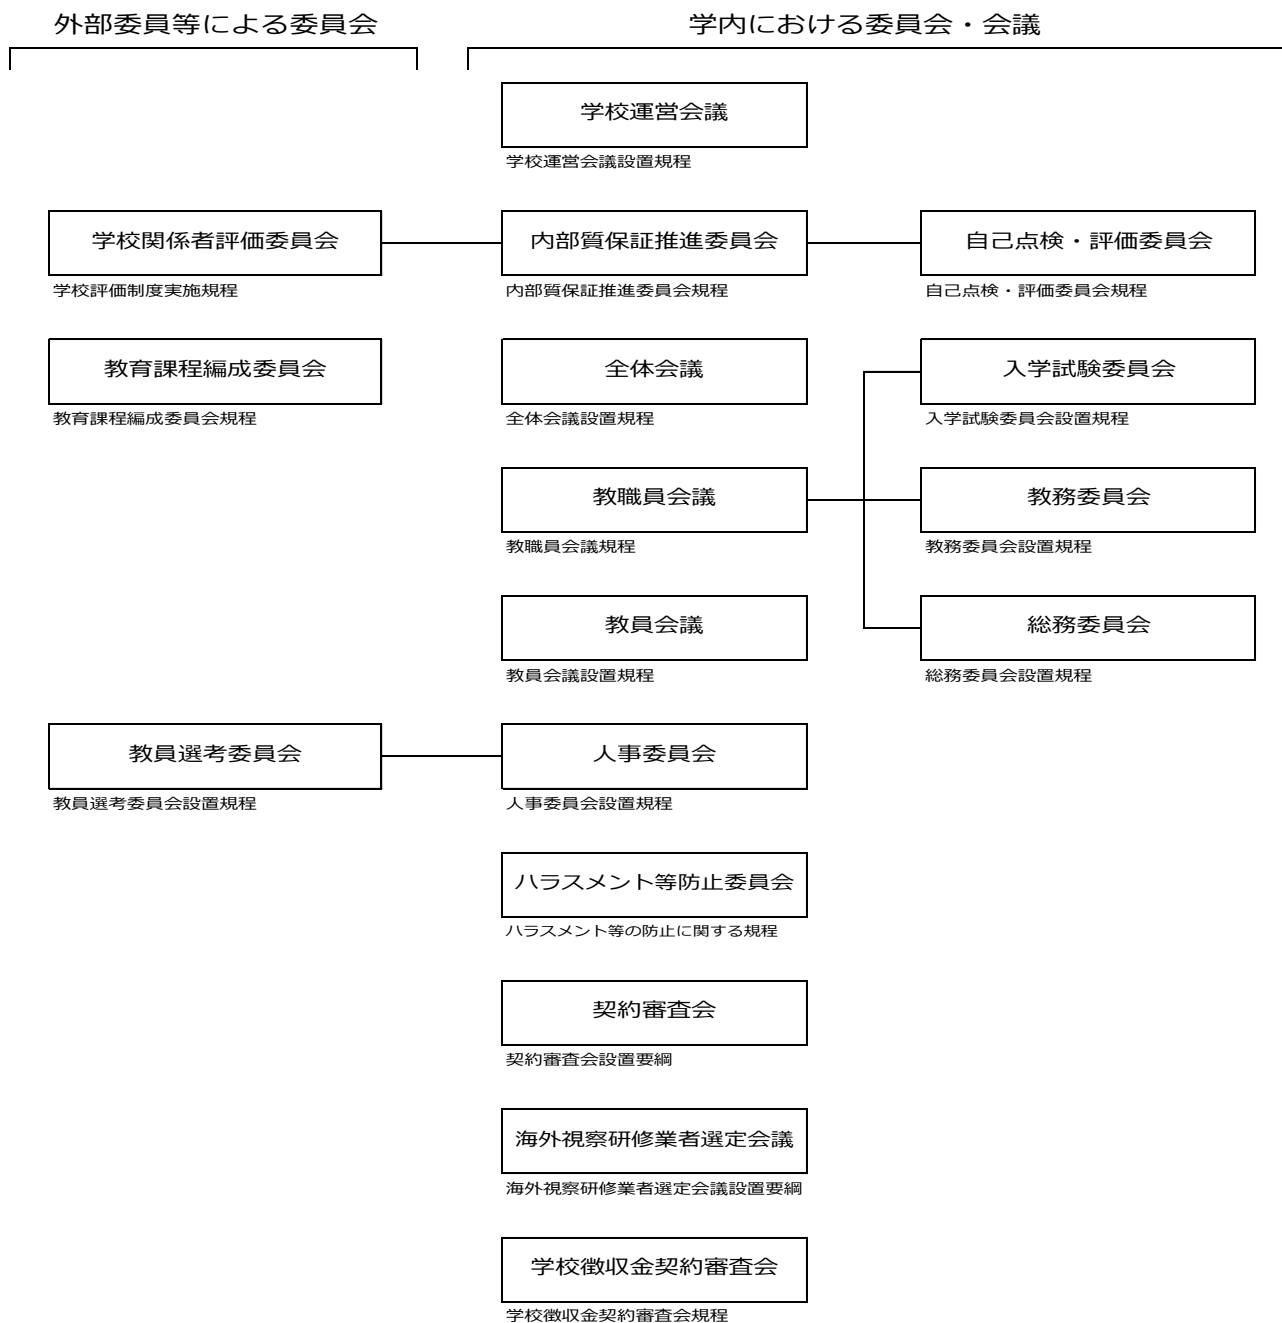 外部委員等による委員会
学内における委員会・会議
学校運営会議
学校運営会議設置規程
学校関係者評価委員会
内部質保証推進委員会
自己点検・評価委員会
学校評価制度実施規程
内部質保証推進委員会規程
自己点検・評価委員会規程
教育課程編成委員会
全体会議
入学試験委員会
教育課程編成委員会規程
全体会議設置規程
入学試験委員会設置規程
教職員会議
教務委員会
教職員会議規程
教務委員会設置規程
教員会議
総務委員会
教員会議設置規程
総務委員会設置規程
教員選考委員会
人事委員会
教員選考委員会設置規程
人事委員会設置規程
ハラスメント等防止委員会
ハラスメント等の防止に関する規程
契約審査会
契約審査会設置要綱
海外視察研修業者選定会議
海外視察研修業者選定会議設置要綱
学校徴収金契約審査会
学校徴収金契約審査会規程